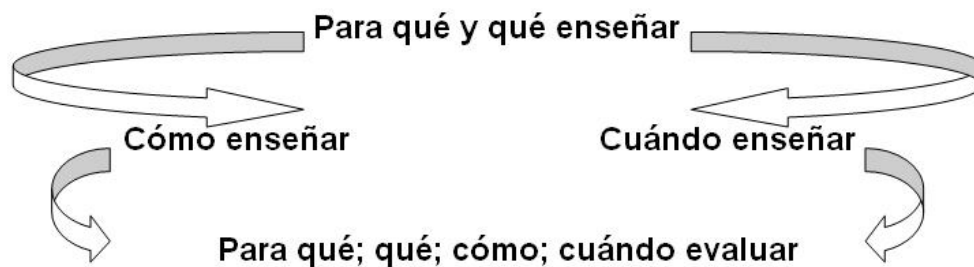 Para qué y qué enseñar
Cómo enseñar
Cuándo enseñar
Para qué; qué; cómo; cuándo evaluar